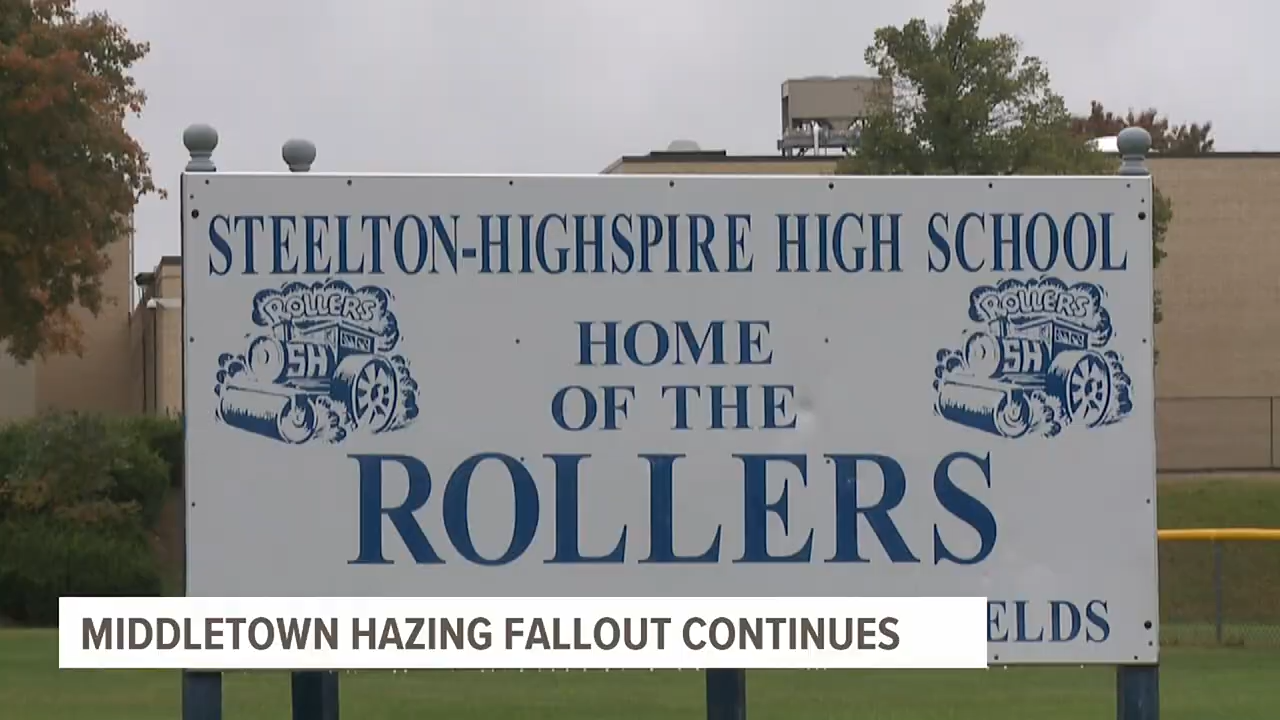 STEELTON-HIGHSPIRE HIGH SCHOOL
ROLLERS
SH
ROLLERS
SH
HOME
OF THE
ROLLERS
ELDS
MIDDLETOWN HAZING FALLOUT CONTINUES